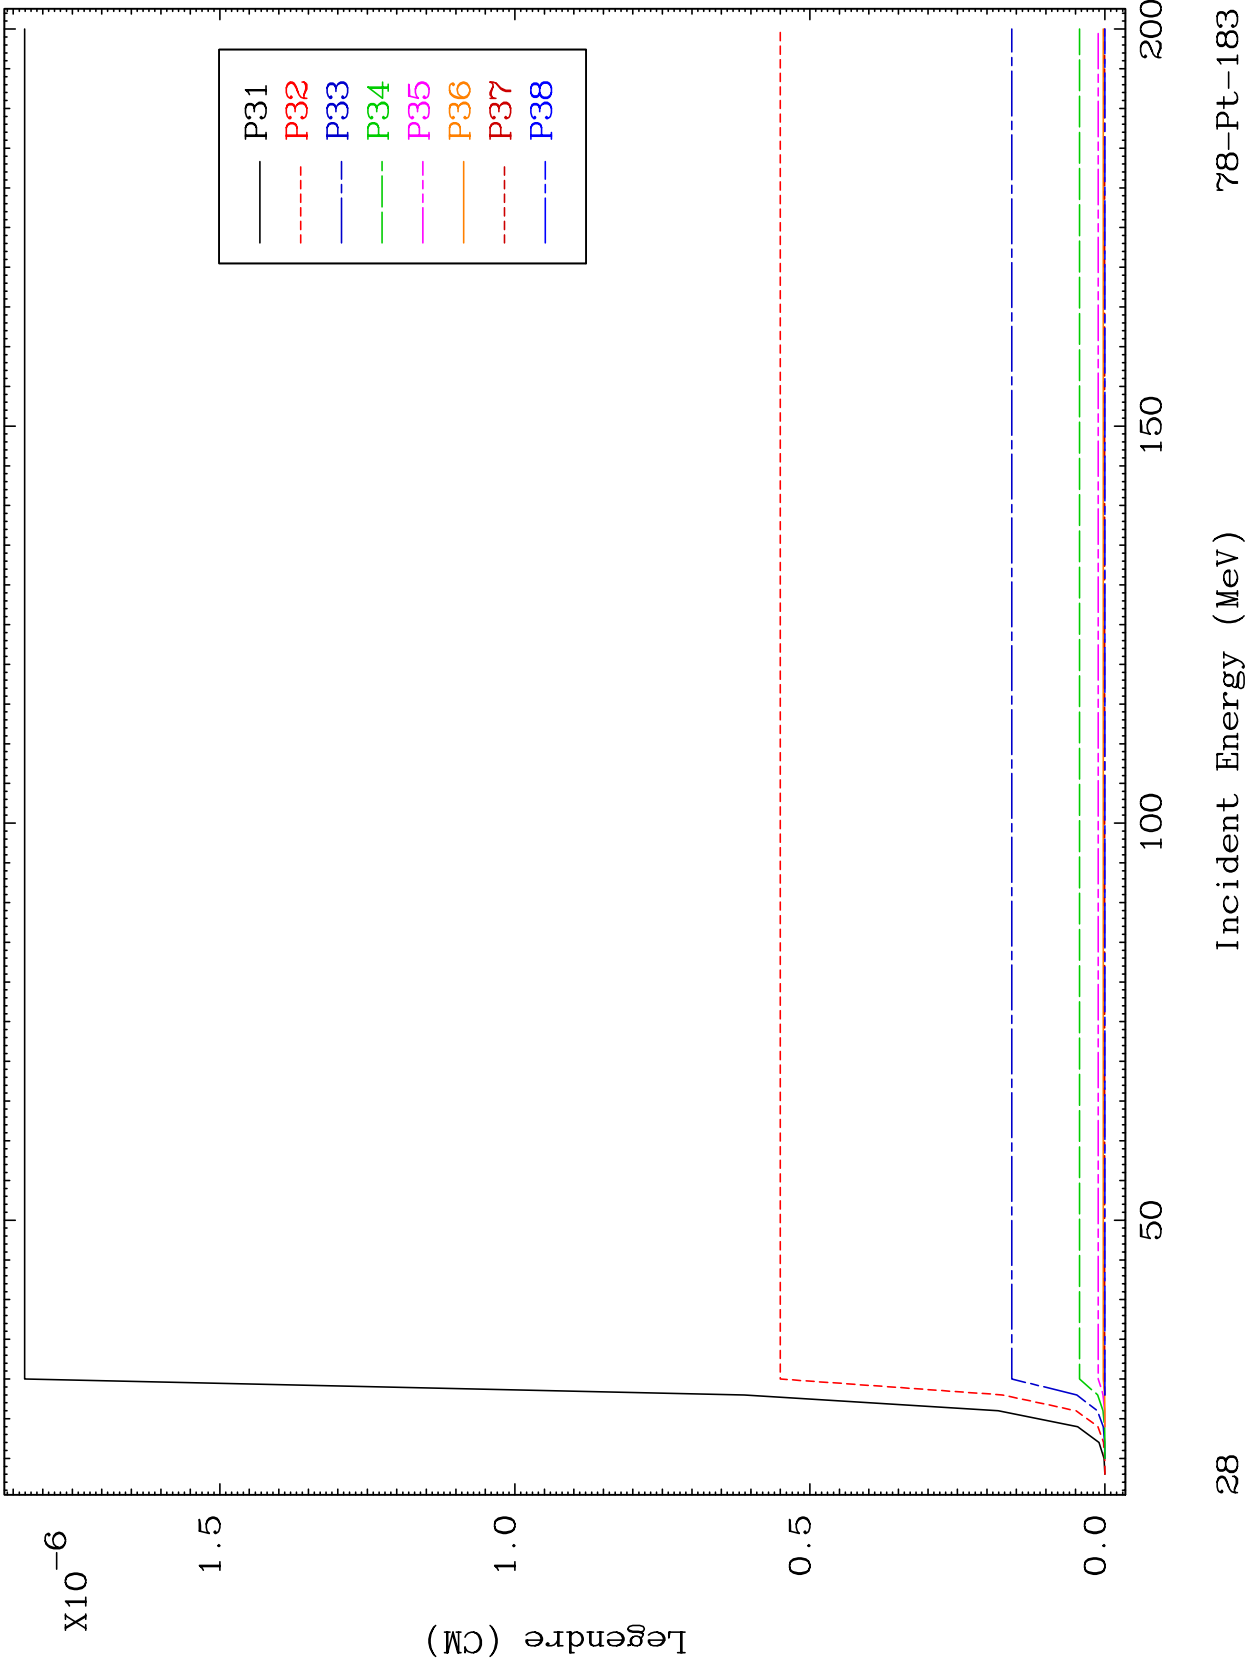 X10-6
1.5
1.0
0.5
0.0
Legendre (CM)
P31
P32
P33
P34
P35
P36
P37
P38
50
100
150
200
28
Incident Energy (MeV)
78-Pt-183